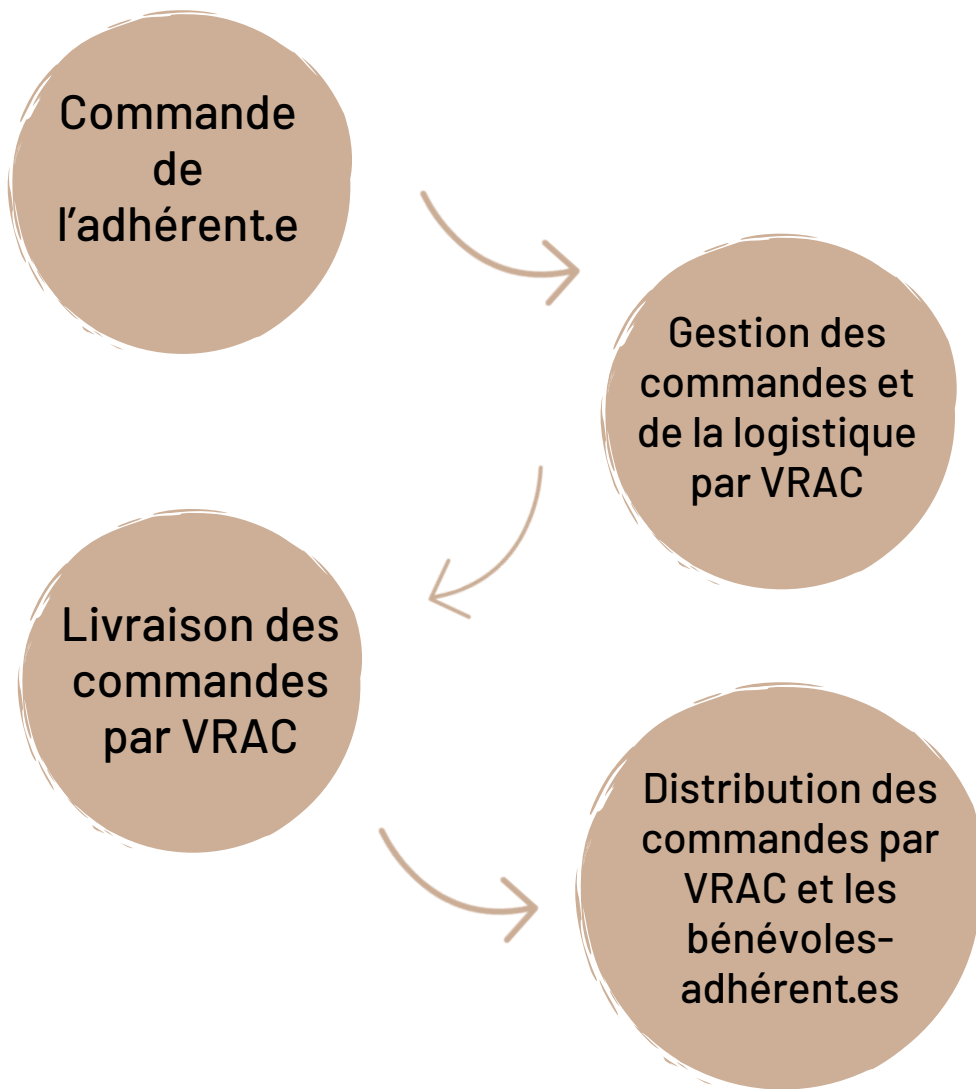 Commande
de
l'adhérent.e
Gestion des
commandes et
de la logistique
par VRAC
Livraison des
commandes
par VRAC
Distribution des
commandes par
VRAC et les
bénévoles-
adhérent.es